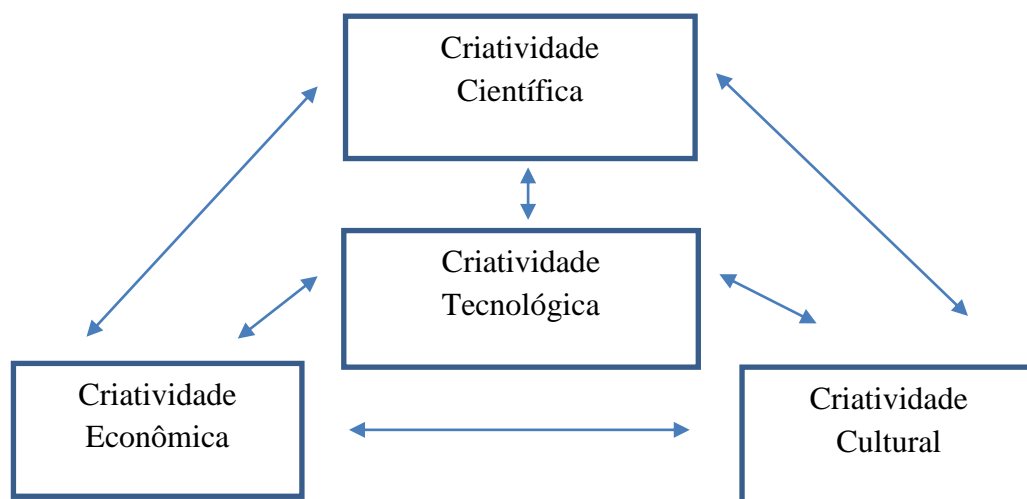 Criatividade
Científica
Criatividade
Tecnológica
Criatividade
Econômica
Criatividade
Cultural